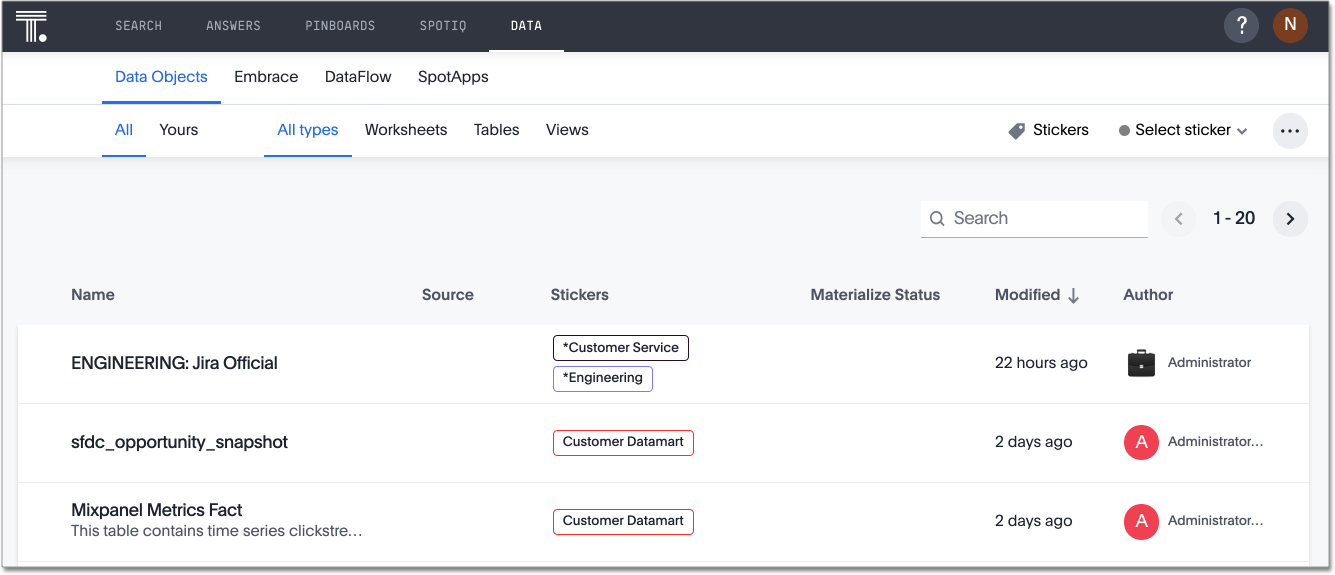 T.
SEARCH ANSWERS PINBOARDS SPOTIQ DATA ? N
Data Objects Embrace DataFlow SpotApps
All Yours All types Worksheets Tables Views Stickers Select sticker
Search 1 - 20
Name Source Stickers Materialize Status Modified Author
ENGINEERING: Jira Official *Customer Service *Engineering 22 hours ago Administrator
sfdc_opportunity_snapshot Customer Datamart 2 days ago A Administrator...
Mixpanel Metrics Fact Customer Datamart 2 days ago A Administrator...
This table contains time series clickstre...